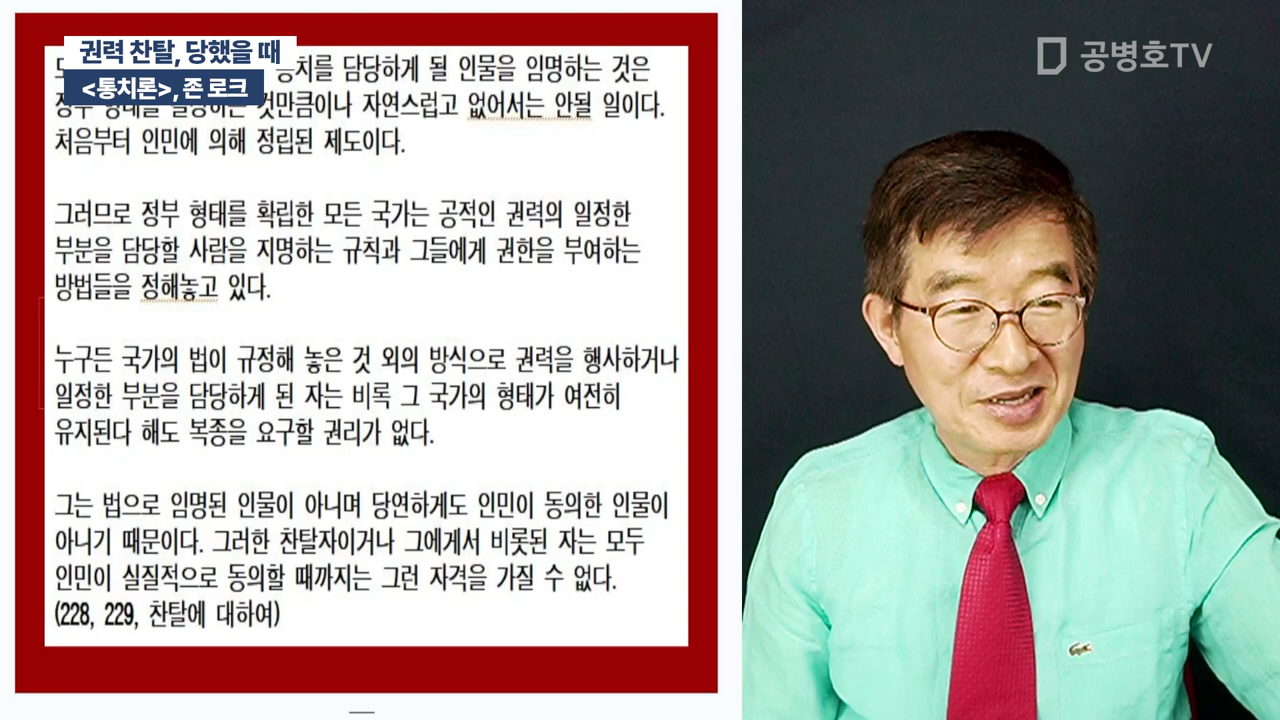 권력 찬탈, 당했을 때
<통치론>, 존 로크
공병호TV
통치를 담당하게 될 인물을 임명하는 것은
것만큼이나 자연스럽고 없어서는 안될 일이다.
처음부터 인민에 의해 정립된 제도이다.
그러므로 정부 형태를 확립한 모든 국가는 공적인 권력의 일정한
부분을 담당할 사람을 지명하는 규칙과 그들에게 권한을 부여하는
방법들을 정해놓고 있다.
누구든 국가의 법이 규정해 놓은 것 외의 방식으로 권력을 행사하거나
일정한 부분을 담당하게 된 자는 비록 그 국가의 형태가 여전히
유지된다 해도 복종을 요구할 권리가 없다.
그는 법으로 임명된 인물이 아니며 당연하게도 인민이 동의한 인물이
아니기 때문이다. 그러한 찬탈자이거나 그에게서 비롯된 자는 모두
인민이 실질적으로 동의할 때까지는 그런 자격을 가질 수 없다.
(228, 229, 찬탈에 대하여)